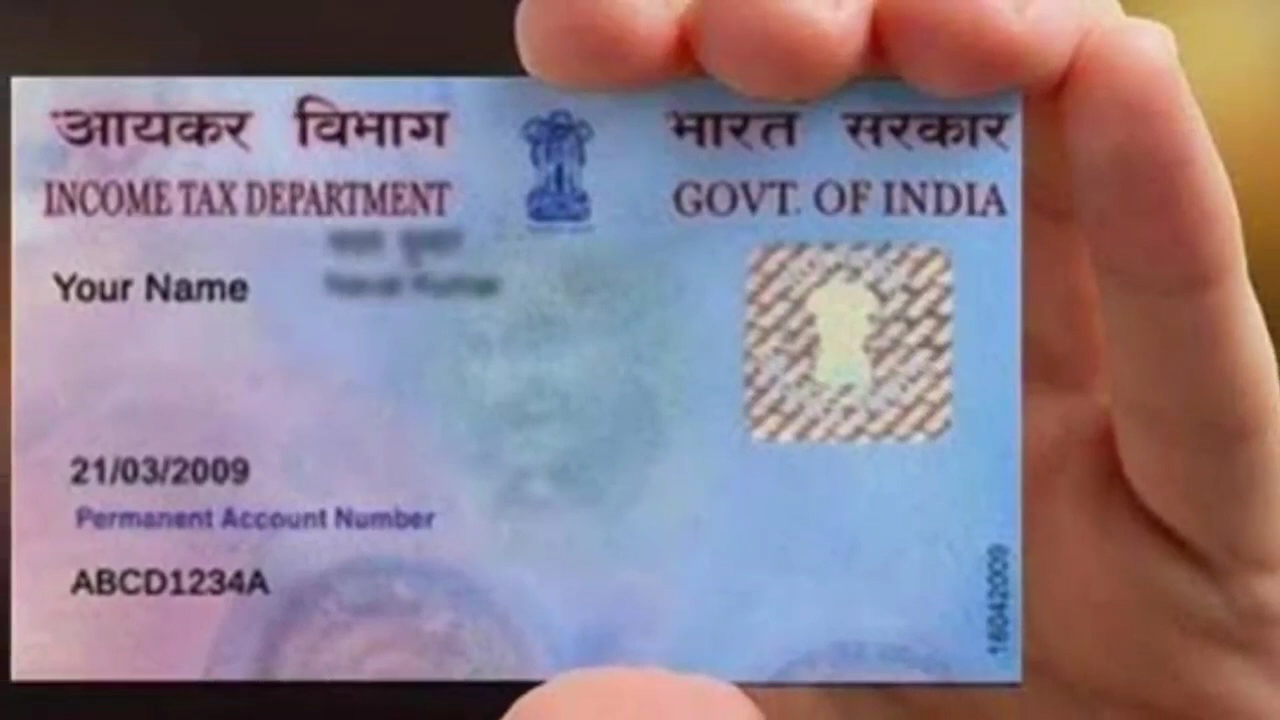 आयकर विभाग
भारत सरकार
INCOME TAX DEPARTMENT
GOVT. OF INDIA
Your Name
21/03/2009
Permanent Account Number
ABCD1234A
16042009